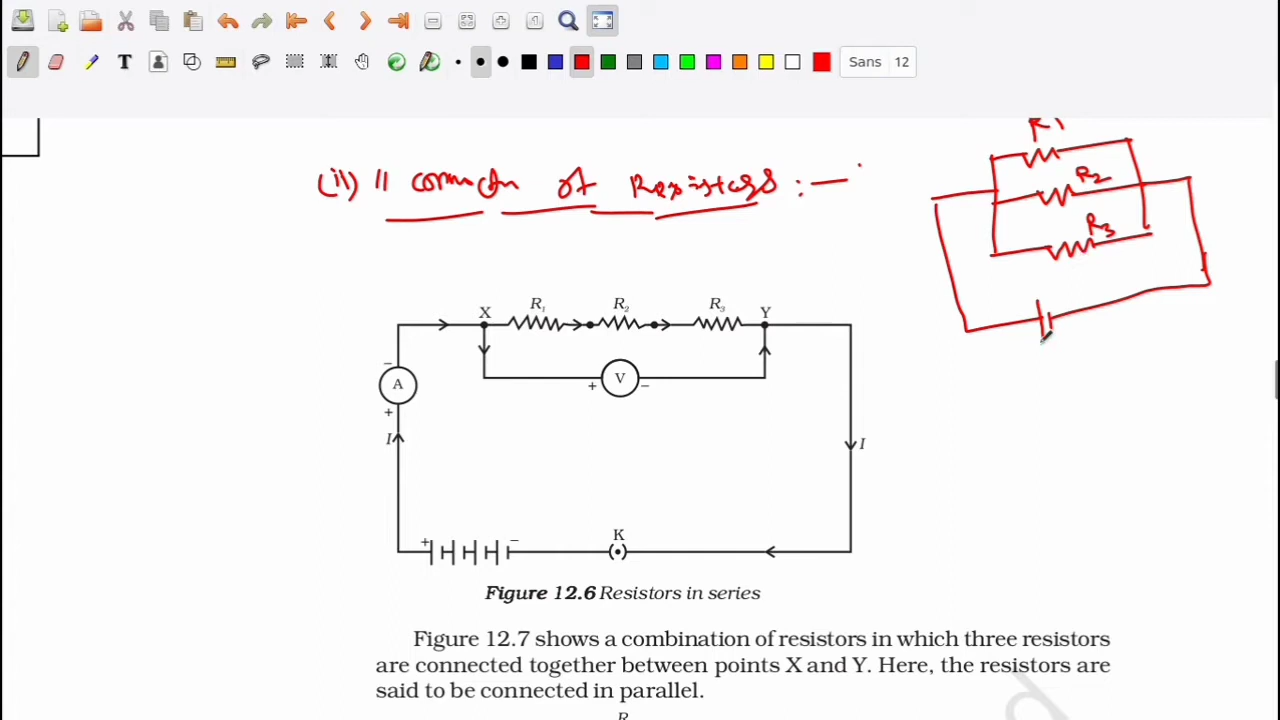 Sans 12
R1
(ii) 11 connectn of Resistors :—
R2
R3
X R₁ R₂ R₃ Y
+ V −
−
A
+
I
I
+ − K
Figure 12.6 Resistors in series
Figure 12.7 shows a combination of resistors in which three resistors
are connected together between points X and Y. Here, the resistors are
said to be connected in parallel.
R